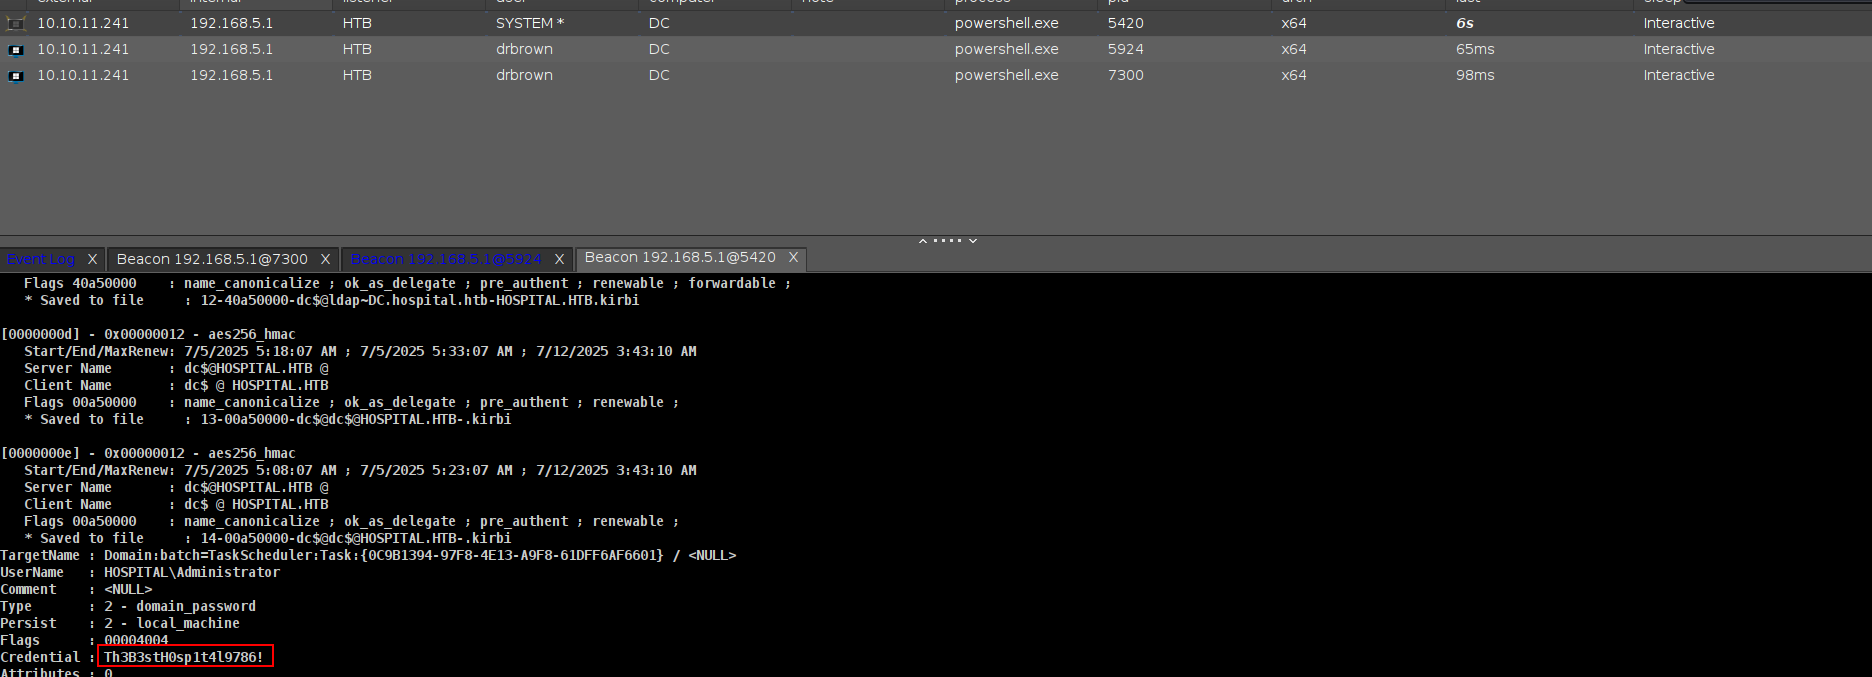 external internal listener user computer note process pid arch last sleep
10.10.11.241 192.168.5.1 HTB SYSTEM * DC powershell.exe 5420 x64 6s Interactive
10.10.11.241 192.168.5.1 HTB drbrown DC powershell.exe 5924 x64 65ms Interactive
10.10.11.241 192.168.5.1 HTB drbrown DC powershell.exe 7300 x64 98ms Interactive
Event Log X Beacon 192.168.5.1@7300 X Beacon 192.168.5.1@5924 X Beacon 192.168.5.1@5420 X
Flags 40a50000 : name_canonicalize ; ok_as_delegate ; pre_authent ; renewable ; forwardable ;
* Saved to file : 12-40a50000-dc$@ldap~DC.hospital.htb-HOSPITAL.HTB.kirbi
[0000000d] - 0x00000012 - aes256_hmac
Start/End/MaxRenew: 7/5/2025 5:18:07 AM ; 7/5/2025 5:33:07 AM ; 7/12/2025 3:43:10 AM
Server Name : dc$@HOSPITAL.HTB @
Client Name : dc$ @ HOSPITAL.HTB
Flags 00a50000 : name_canonicalize ; ok_as_delegate ; pre_authent ; renewable ;
* Saved to file : 13-00a50000-dc$@dc$@HOSPITAL.HTB-.kirbi
[0000000e] - 0x00000012 - aes256_hmac
Start/End/MaxRenew: 7/5/2025 5:08:07 AM ; 7/5/2025 5:23:07 AM ; 7/12/2025 3:43:10 AM
Server Name : dc$@HOSPITAL.HTB @
Client Name : dc$ @ HOSPITAL.HTB
Flags 00a50000 : name_canonicalize ; ok_as_delegate ; pre_authent ; renewable ;
* Saved to file : 14-00a50000-dc$@dc$@HOSPITAL.HTB-.kirbi
TargetName : Domain:batch=TaskScheduler:Task:{0C9B1394-97F8-4E13-A9F8-61DFF6AF6601} / <NULL>
UserName : HOSPITAL\Administrator
Comment : <NULL>
Type : 2 - domain_password
Persist : 2 - local_machine
Flags : 00004004
Credential : Th3B3stH0sp1t4l9786!
Attributes : 0